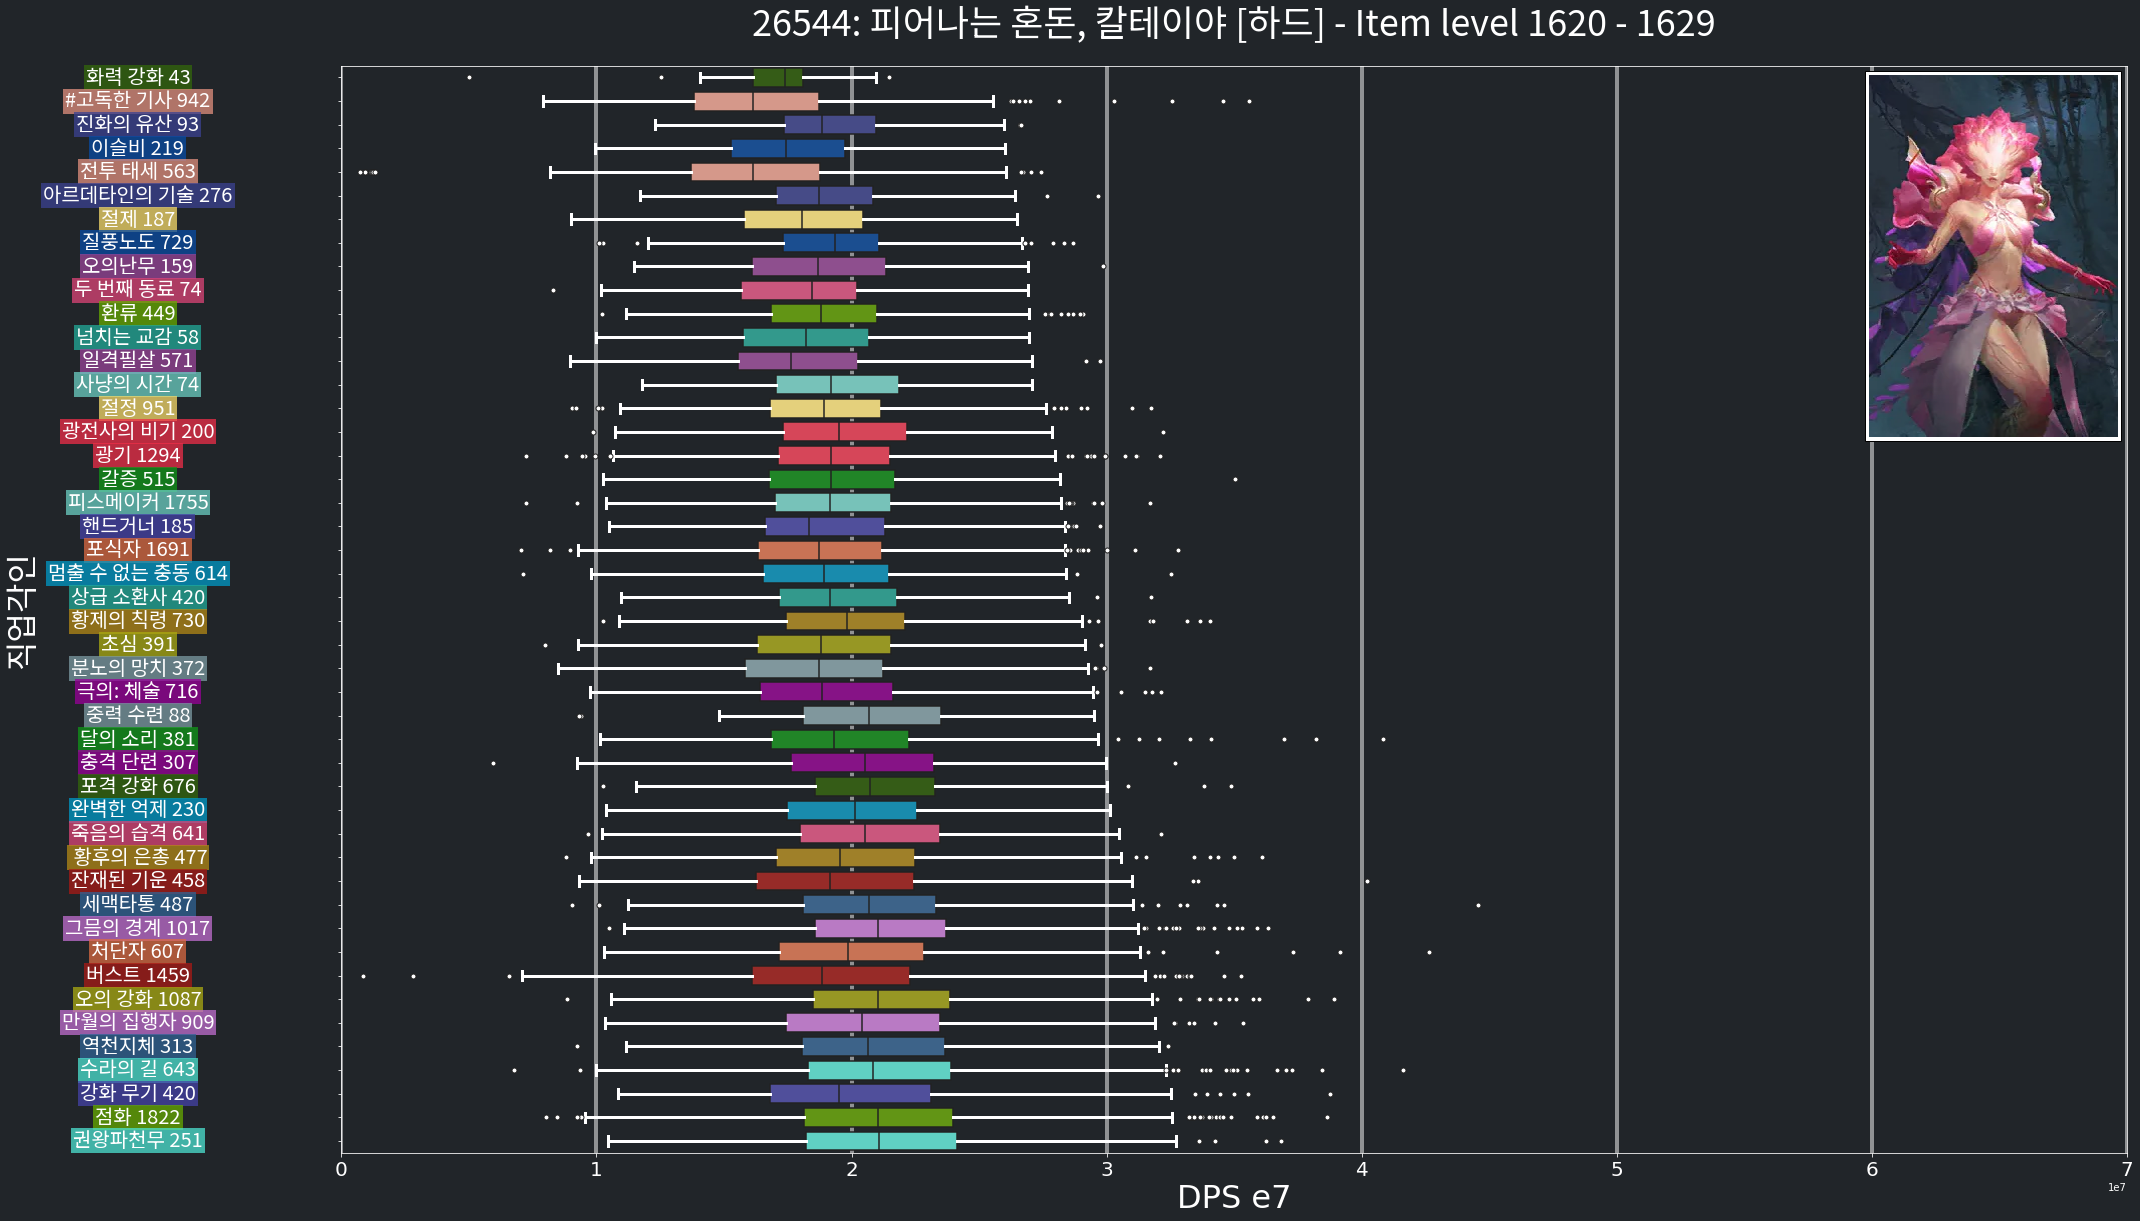 26544: 피어나는 혼돈, 칼테이야 [하드] - Item level 1620 - 1629
화력 강화 43
#고독한 기사 942
진화의 유산 93
이슬비 219
전투 태세 563
아르데타인의 기술 276
절제 187
질풍노도 729
오의난무 159
두 번째 동료 74
환류 449
넘치는 교감 58
일격필살 571
사냥의 시간 74
절정 951
광전사의 비기 200
광기 1294
갈증 515
피스메이커 1755
핸드거너 185
포식자 1691
멈출 수 없는 충동 614
상급 소환사 420
황제의 칙령 730
초심 391
분노의 망치 372
극의: 체술 716
중력 수련 88
달의 소리 381
충격 단련 307
포격 강화 676
완벽한 억제 230
죽음의 습격 641
황후의 은총 477
잔재된 기운 458
세맥타통 487
그믐의 경계 1017
처단자 607
버스트 1459
오의 강화 1087
만월의 집행자 909
역천지체 313
수라의 길 643
강화 무기 420
점화 1822
권왕파천무 251
직업각인
0 1 2 3 4 5 6 7
DPS e7
1e7